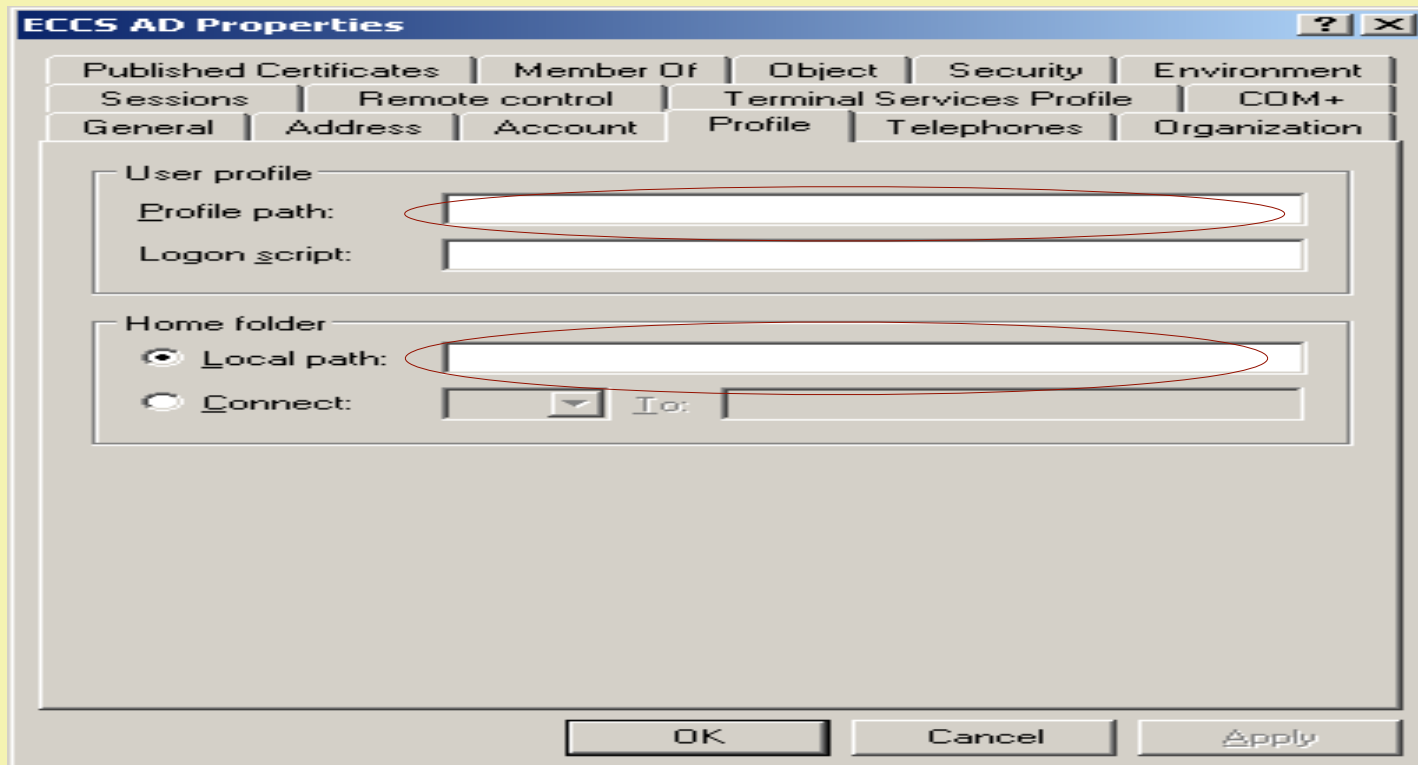 ECCS AD Properties
Published Certificates Member Of Object Security Environment
Sessions Remote control Terminal Services Profile COM+
General Address Account Profile Telephones Organization
User profile
Profile path:
Logon script:
Home folder
Local path:
Connect: To:
OK Cancel Apply